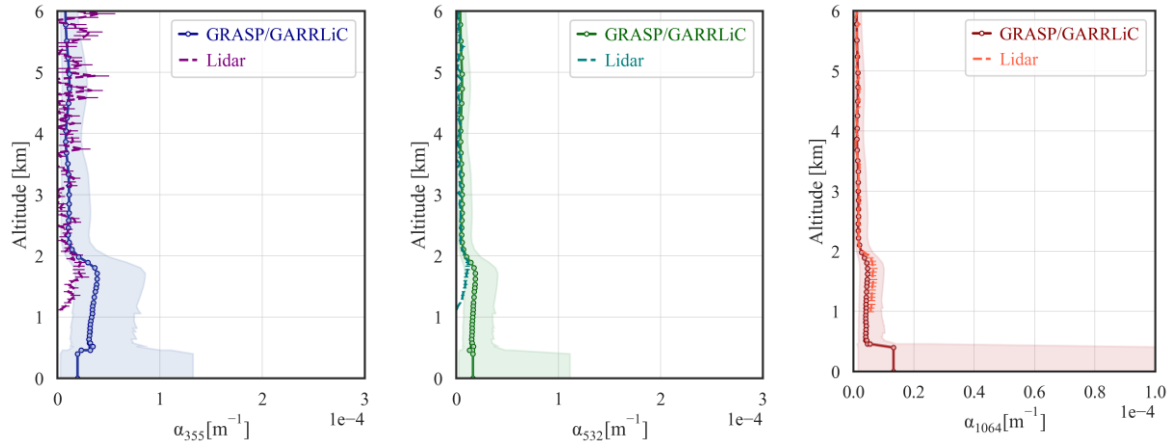 6
5
4
3
2
1
0
Altitude [km]
GRASP/GARRLiC
Lidar
0
1
2
3
1e−4
α355[m−1]
6
5
4
3
2
1
0
Altitude [km]
GRASP/GARRLiC
Lidar
0
1
2
3
1e−4
α532[m−1]
6
5
4
3
2
1
0
Altitude [km]
GRASP/GARRLiC
Lidar
0.0
0.2
0.4
0.6
0.8
1.0
1e−4
α1064[m−1]